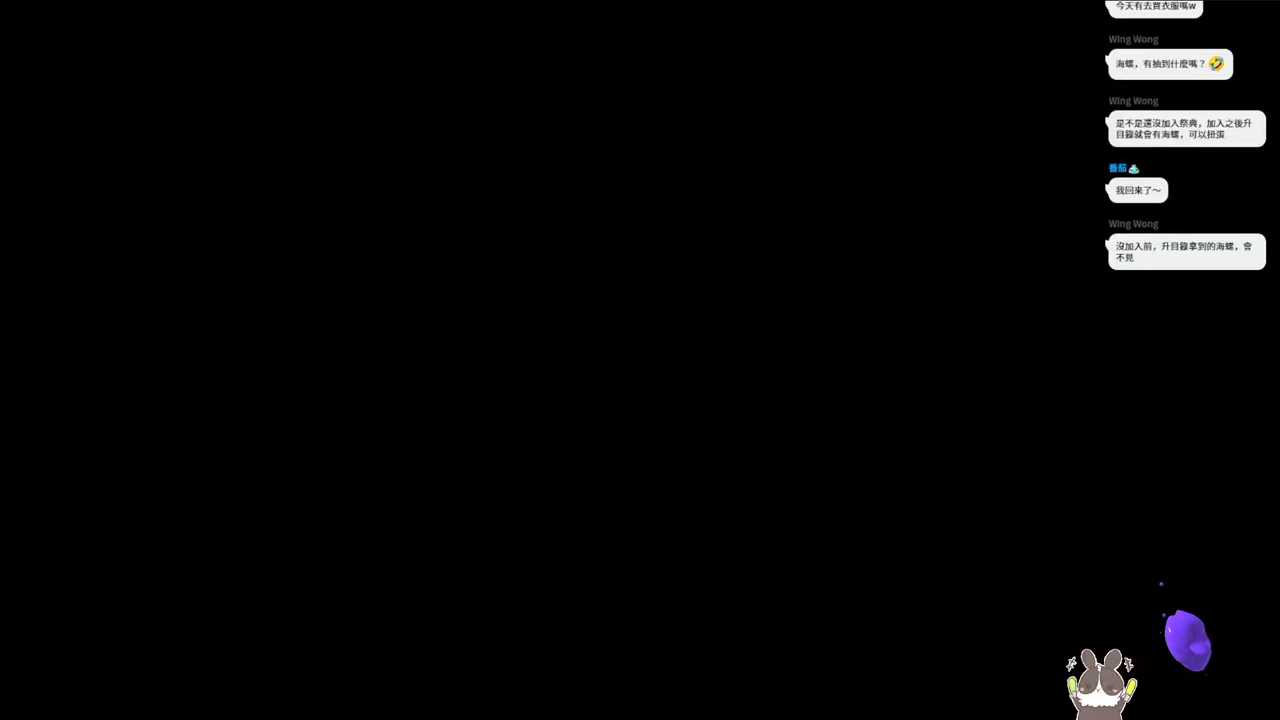 今天有去買衣服嗎w
Wing Wong
海螺，有抽到什麼嗎？🤣
Wing Wong
是不是還沒加入祭典，加入之後升
目錄就會有海螺，可以扭蛋
番茄🍙
我回來了～
Wing Wong
沒加入前，升目錄拿到的海螺，會
不見